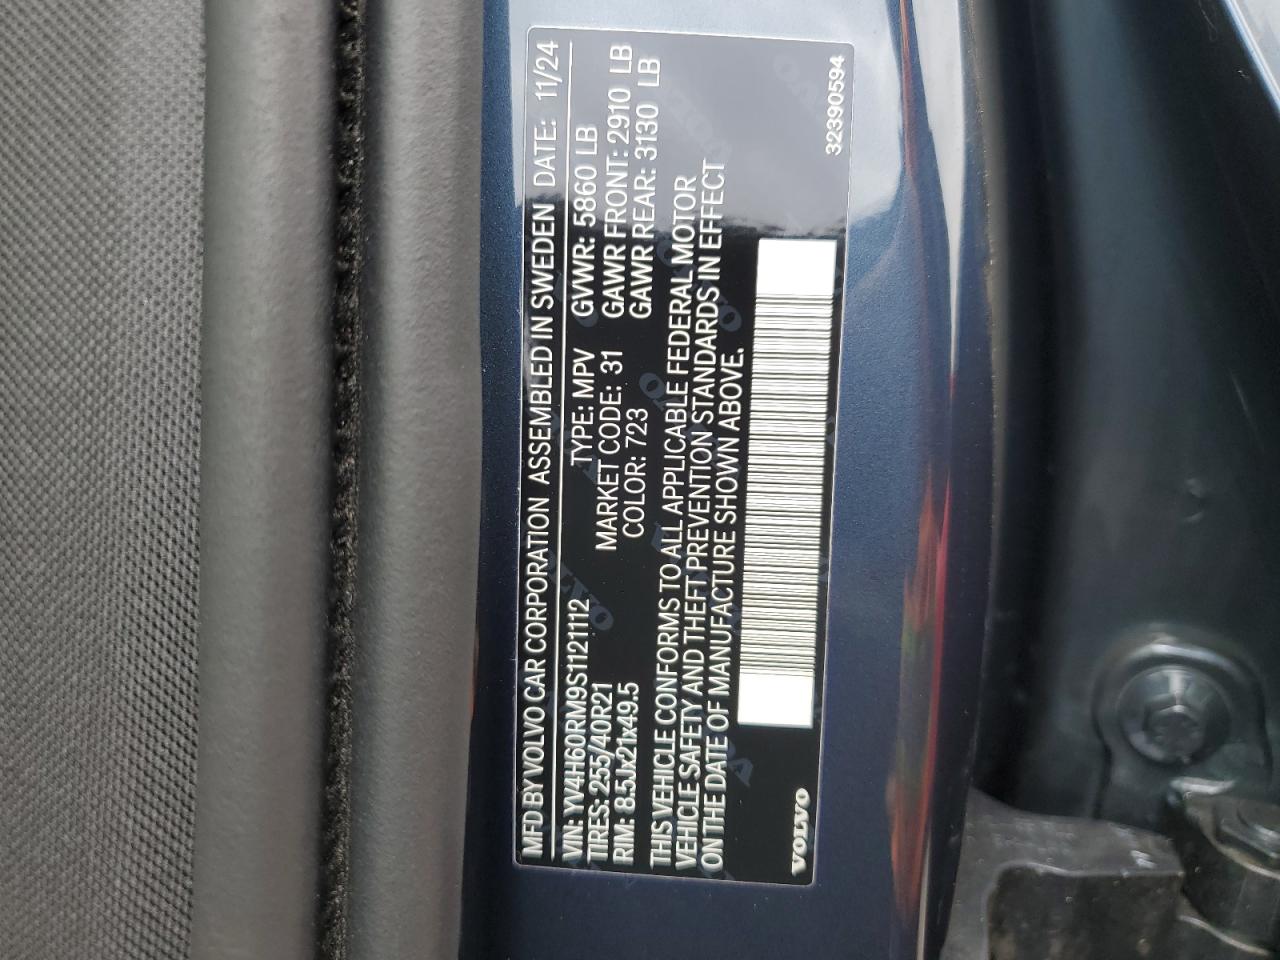 MFD BY VOLVO CAR CORPORATION ASSEMBLED IN SWEDEN DATE: 11/24
VIN: YV4H60RM9S1121112 TYPE: MPV GVWR: 5860 LB
TIRES: 255/40R21 MARKET CODE: 31 GAWR FRONT: 2910 LB
RIM: 8.5Jx21x49.5 COLOR: 723 GAWR REAR: 3130 LB
THIS VEHICLE CONFORMS TO ALL APPLICABLE FEDERAL MOTOR
VEHICLE SAFETY AND THEFT PREVENTION STANDARDS IN EFFECT
ON THE DATE OF MANUFACTURE SHOWN ABOVE.
VOLVO
32390594